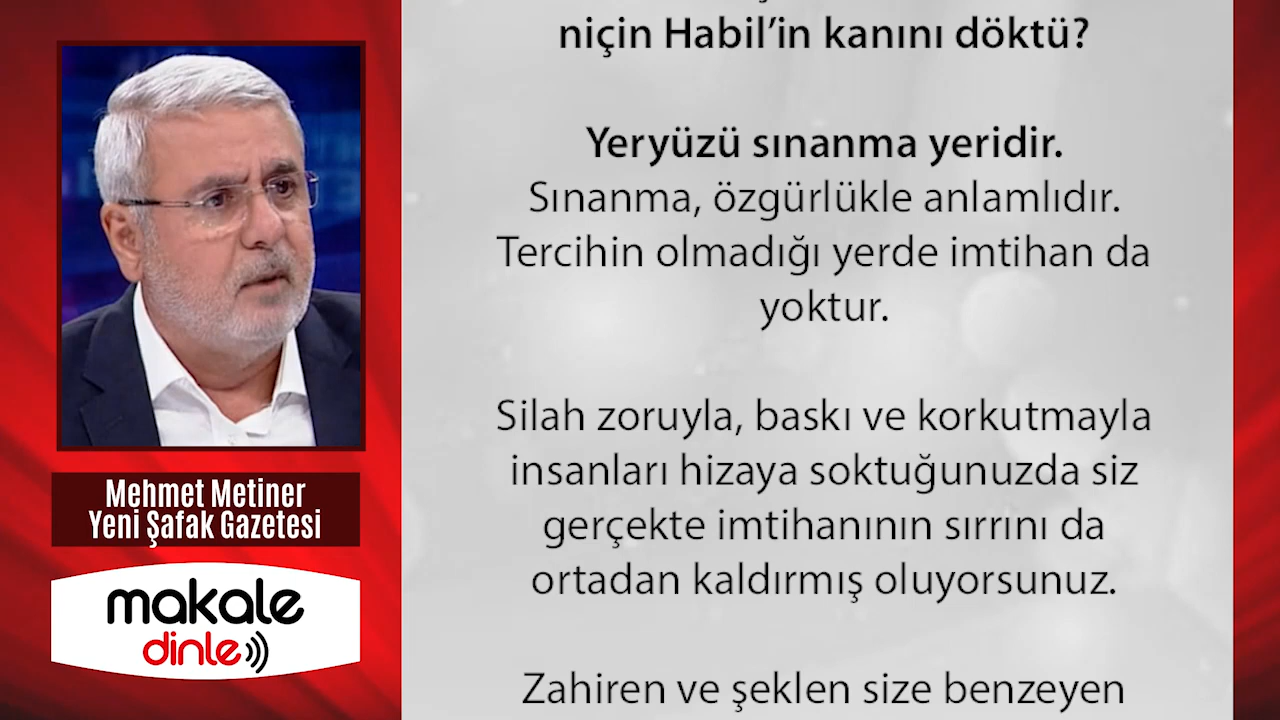 niçin Habil’in kanını döktü?
Yeryüzü sınanma yeridir.
Sınanma, özgürlükle anlamlıdır.
Tercihin olmadığı yerde imtihan da
yoktur.
Silah zoruyla, baskı ve korkutmayla
insanları hizaya soktuğunuzda siz
gerçekte imtihanının sırrını da
ortadan kaldırmış oluyorsunuz.
Zahiren ve şeklen size benzeyen
Mehmet Metiner
Yeni Şafak Gazetesi
makale
dinle